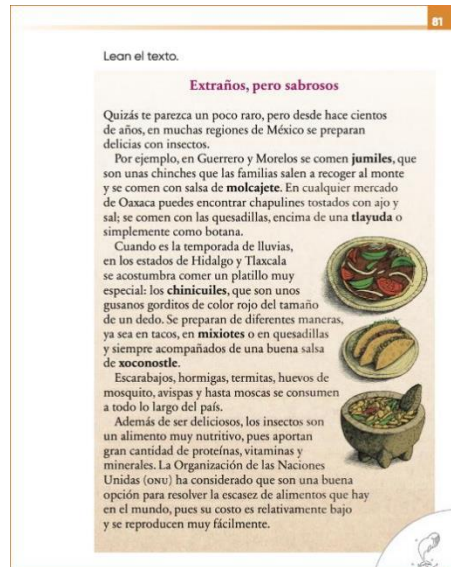 81
Lean el texto.
Extraños, pero sabrosos
Quizás te parezca un poco raro, pero desde hace cientos
de años, en muchas regiones de México se preparan
delicias con insectos.
Por ejemplo, en Guerrero y Morelos se comen jumiles, que
son unas chinches que las familias salen a recoger al monte
y se comen con salsa de molcajete. En cualquier mercado
de Oaxaca puedes encontrar chapulines tostados con ajo y
sal; se comen con las quesadillas, encima de una tlayuda o
simplemente como botana.
Cuando es la temporada de lluvias,
en los estados de Hidalgo y Tlaxcala
se acostumbra comer un platillo muy
especial: los chinicuiles, que son unos
gusanos gorditos de color rojo del tamaño
de un dedo. Se preparan de diferentes maneras,
ya sea en tacos, en mixiotes o en quesadillas
y siempre acompañados de una buena salsa
de xoconostle.
Escarabajos, hormigas, termitas, huevos de
mosquito, avispas y hasta moscas se consumen
a todo lo largo del país.
Además de ser deliciosos, los insectos son
un alimento muy nutritivo, pues aportan
gran cantidad de proteínas, vitaminas y
minerales. La Organización de las Naciones
Unidas (ONU) ha considerado que son una buena
opción para resolver la escasez de alimentos que hay
en el mundo, pues su costo es relativamente bajo
y se reproducen muy fácilmente.